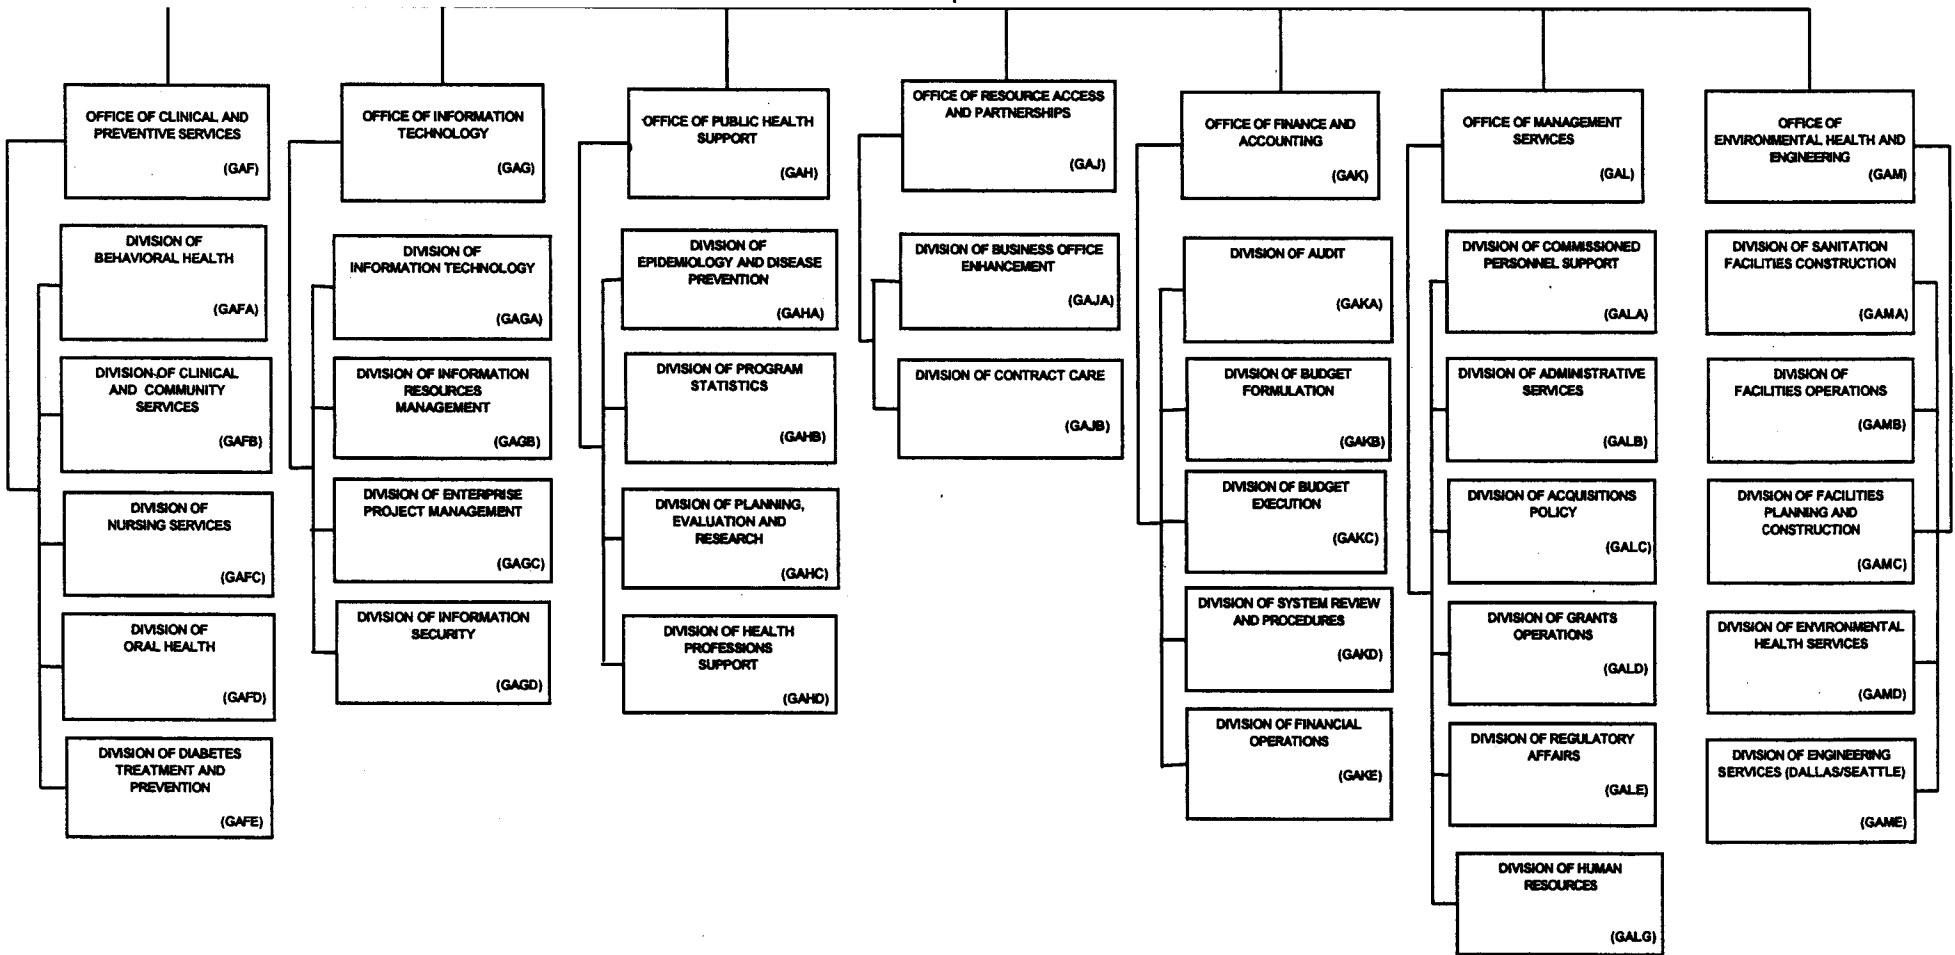 OFFICE OF CLINICAL AND
PREVENTIVE SERVICES
(GAF)
DIVISION OF
BEHAVIORAL HEALTH
(GAFA)
DIVISION OF CLINICAL
AND COMMUNITY
SERVICES
(GAFB)
DIVISION OF
NURSING SERVICES
(GAFC)
DIVISION OF
ORAL HEALTH
(GAFD)
DIVISION OF DIABETES
TREATMENT AND
PREVENTION
(GAFE)
OFFICE OF INFORMATION
TECHNOLOGY
(GAG)
DIVISION OF
INFORMATION TECHNOLOGY
(GAGA)
DIVISION OF INFORMATION
RESOURCES
MANAGEMENT
(GAGB)
DIVISION OF ENTERPRISE
PROJECT MANAGEMENT
(GAGC)
DIVISION OF INFORMATION
SECURITY
(GAGD)
OFFICE OF PUBLIC HEALTH
SUPPORT
(GAH)
DIVISION OF
EPIDEMIOLOGY AND DISEASE
PREVENTION
(GAHA)
DIVISION OF PROGRAM
STATISTICS
(GAHB)
DIVISION OF PLANNING,
EVALUATION AND
RESEARCH
(GAHC)
DIVISION OF HEALTH
PROFESSIONS
SUPPORT
(GAHD)
OFFICE OF RESOURCE ACCESS
AND PARTNERSHIPS
(GAJ)
DIVISION OF BUSINESS OFFICE
ENHANCEMENT
(GAJA)
DIVISION OF CONTRACT CARE
(GAJB)
OFFICE OF FINANCE AND
ACCOUNTING
(GAK)
DIVISION OF AUDIT
(GAKA)
DIVISION OF BUDGET
FORMULATION
(GAKB)
DIVISION OF BUDGET
EXECUTION
(GAKC)
DIVISION OF SYSTEM REVIEW
AND PROCEDURES
(GAKD)
DIVISION OF FINANCIAL
OPERATIONS
(GAKE)
OFFICE OF MANAGEMENT
SERVICES
(GAL)
DIVISION OF COMMISSIONED
PERSONNEL SUPPORT
(GALA)
DIVISION OF ADMINISTRATIVE
SERVICES
(GALB)
DIVISION OF ACQUISITIONS
POLICY
(GALC)
DIVISION OF GRANTS
OPERATIONS
(GALD)
DIVISION OF REGULATORY
AFFAIRS
(GALE)
DIVISION OF HUMAN
RESOURCES
(GALG)
OFFICE OF
ENVIRONMENTAL HEALTH AND
ENGINEERING
(GAM)
DIVISION OF SANITATION
FACILITIES CONSTRUCTION
(GAMA)
DIVISION OF
FACILITIES OPERATIONS
(GAMB)
DIVISION OF FACILITIES
PLANNING AND
CONSTRUCTION
(GAMC)
DIVISION OF ENVIRONMENTAL
HEALTH SERVICES
(GAMD)
DIVISION OF ENGINEERING
SERVICES (DALLAS/SEATTLE)
(GAME)